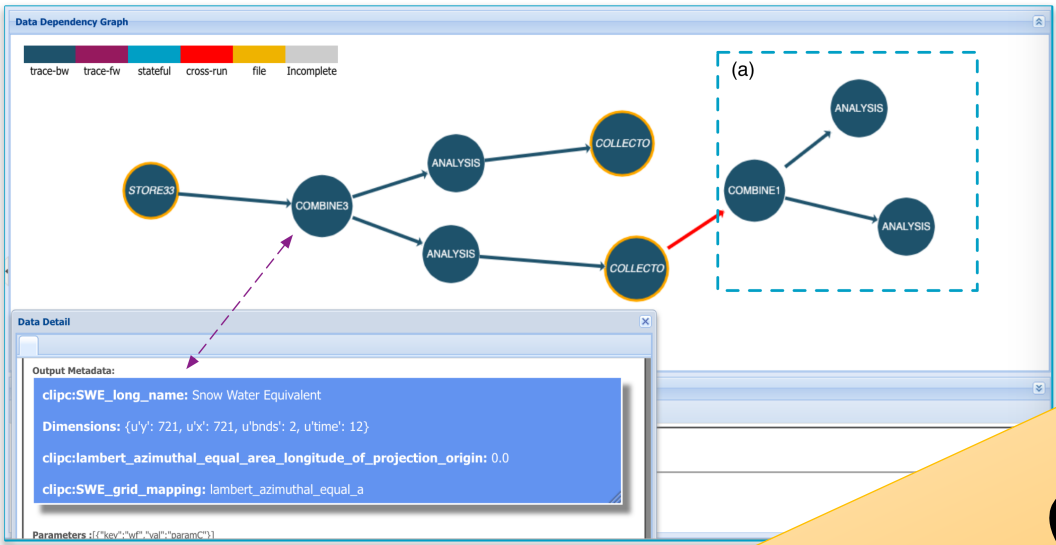 Data Dependency Graph
trace-bw trace-fw stateful cross-run file Incomplete
(a)
ANALYSIS
COLLECTO
ANALYSIS
STORE33
COMBINE3
COMBINE1
ANALYSIS
ANALYSIS
COLLECTO
Data Detail
Output Metadata:
clipc:SWE_long_name: Snow Water Equivalent
Dimensions: {u'y': 721, u'x': 721, u'bnds': 2, u'time': 12}
clipc:lambert_azimuthal_equal_area_longitude_of_projection_origin: 0.0
clipc:SWE_grid_mapping: lambert_azimuthal_equal_a
Parameters :[{"key":"wf","val":"paramC"}]